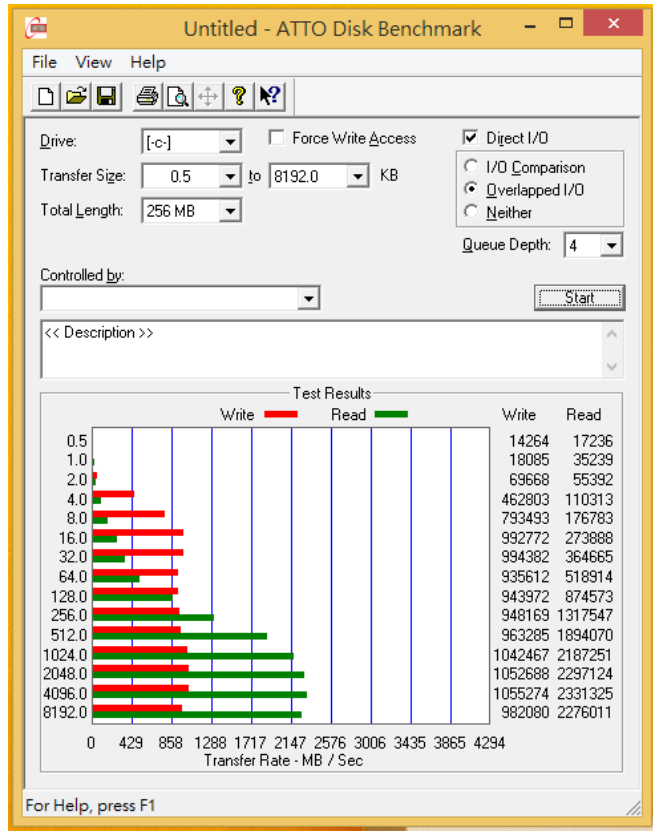 Untitled - ATTO Disk Benchmark
File View Help
Drive: [-c-] Force Write Access Direct I/O
Transfer Size: 0.5 to 8192.0 KB I/O Comparison
Overlapped I/O
Total Length: 256 MB Neither
Queue Depth: 4
Controlled by:
Start
<< Description >>
Test Results
Write Read Write Read
0.5 14264 17236
1.0 18085 35239
2.0 69668 55392
4.0 462803 110313
8.0 793493 176783
16.0 992772 273888
32.0 994382 364665
64.0 935612 518914
128.0 943972 874573
256.0 948169 1317547
512.0 963285 1894070
1024.0 1042467 2187251
2048.0 1052688 2297124
4096.0 1055274 2331325
8192.0 982080 2276011
0 429 858 1288 1717 2147 2576 3006 3435 3865 4294
Transfer Rate - MB / Sec
For Help, press F1